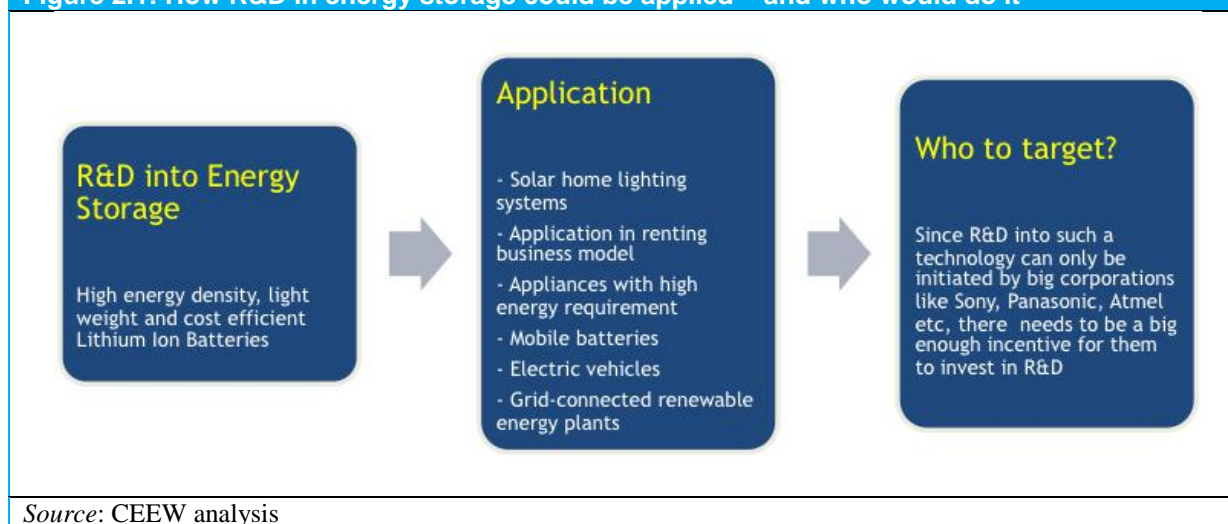 Figure 2.1: How R&D in energy storage could be applied – and who would do it
R&D into Energy
Storage
High energy density, light
weight and cost efficient
Lithium Ion Batteries
Application
- Solar home lighting
systems
- Application in renting
business model
- Appliances with high
energy requirement
- Mobile batteries
- Electric vehicles
- Grid-connected renewable
energy plants
Who to target?
Since R&D into such a
technology can only be
initiated by big corporations
like Sony, Panasonic, Atmel
etc, there needs to be a big
enough incentive for them
to invest in R&D
Source: CEEW analysis